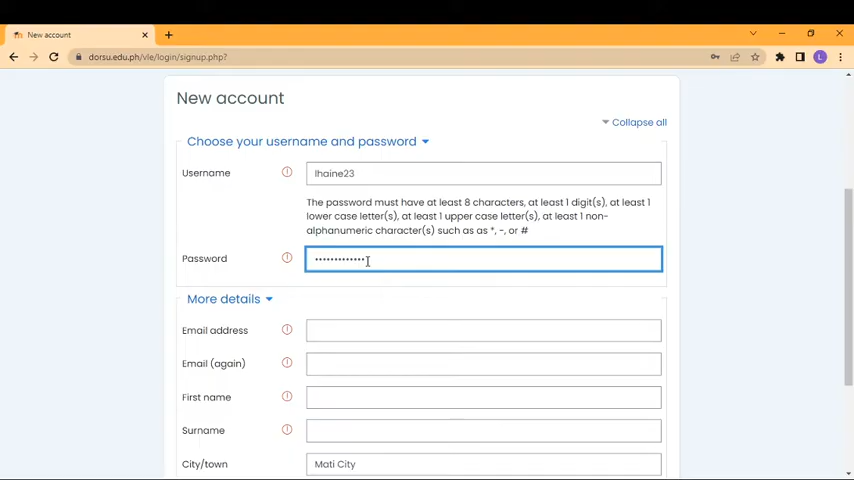 New account
dorsu.edu.ph/vle/login/signup.php?
L
New account
Collapse all
Choose your username and password
Username
lhaine23
The password must have at least 8 characters, at least 1 digit(s), at least 1
lower case letter(s), at least 1 upper case letter(s), at least 1 non-
alphanumeric character(s) such as as *, -, or #
Password
•••••••••••••
More details
Email address
Email (again)
First name
Surname
City/town
Mati City